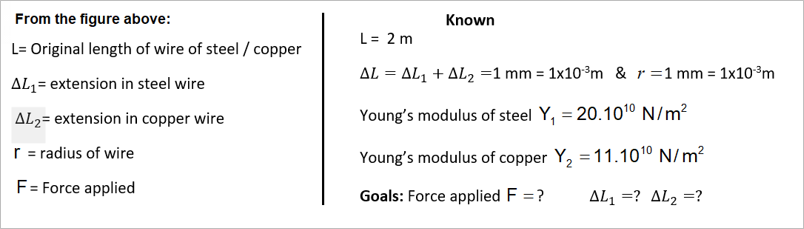 From the figure above:
L= Original length of wire of steel / copper
ΔL₁= extension in steel wire
ΔL₂= extension in copper wire
r = radius of wire
F = Force applied
Known
L = 2 m
ΔL = ΔL₁ + ΔL₂ =1 mm = 1x10⁻³m & r =1 mm = 1x10⁻³m
Young's modulus of steel Y₁ = 20.10¹⁰ N/m²
Young's modulus of copper Y₂ = 11.10¹⁰ N/m²
Goals: Force applied F = ? ΔL₁ =? ΔL₂ =?